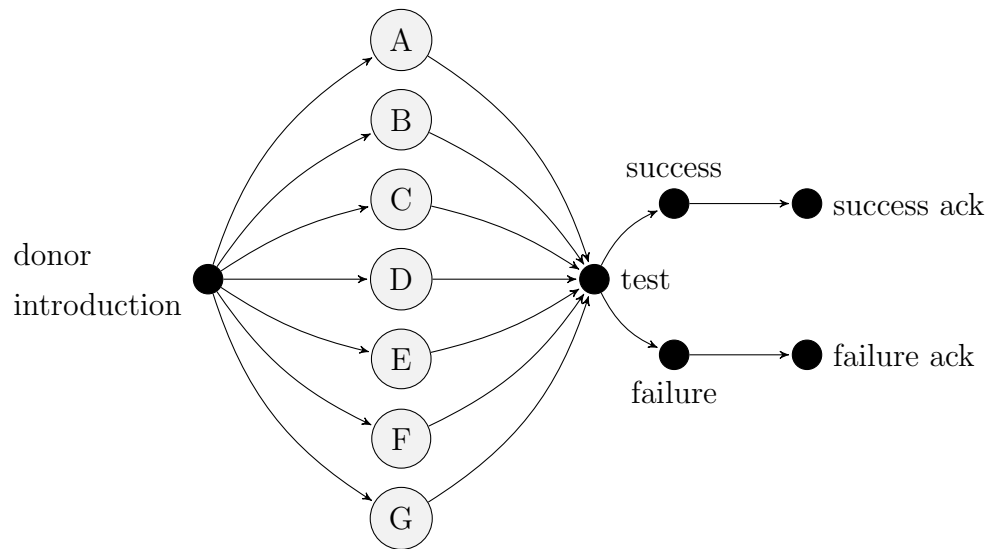 A
B
C
D
E
F
G
donor
introduction
test
success
success ack
failure
failure ack